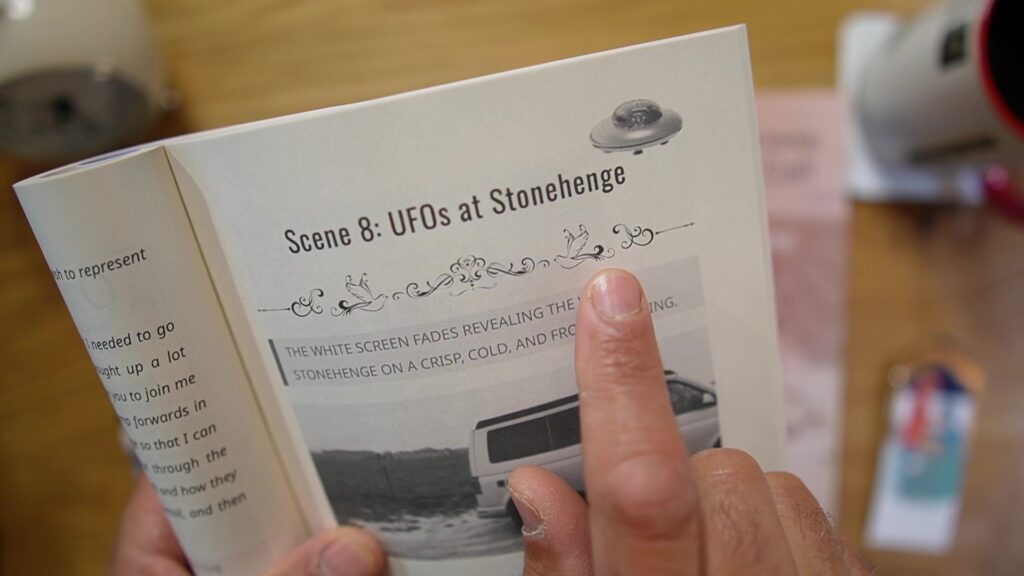 to represent
needed to go
up a lot
you to join me
forwards in
so that I can
through the
and how they
and then
Scene 8: UFOs at Stonehenge
THE WHITE SCREEN FADES REVEALING THE
STONEHENGE ON A CRISP, COLD, AND